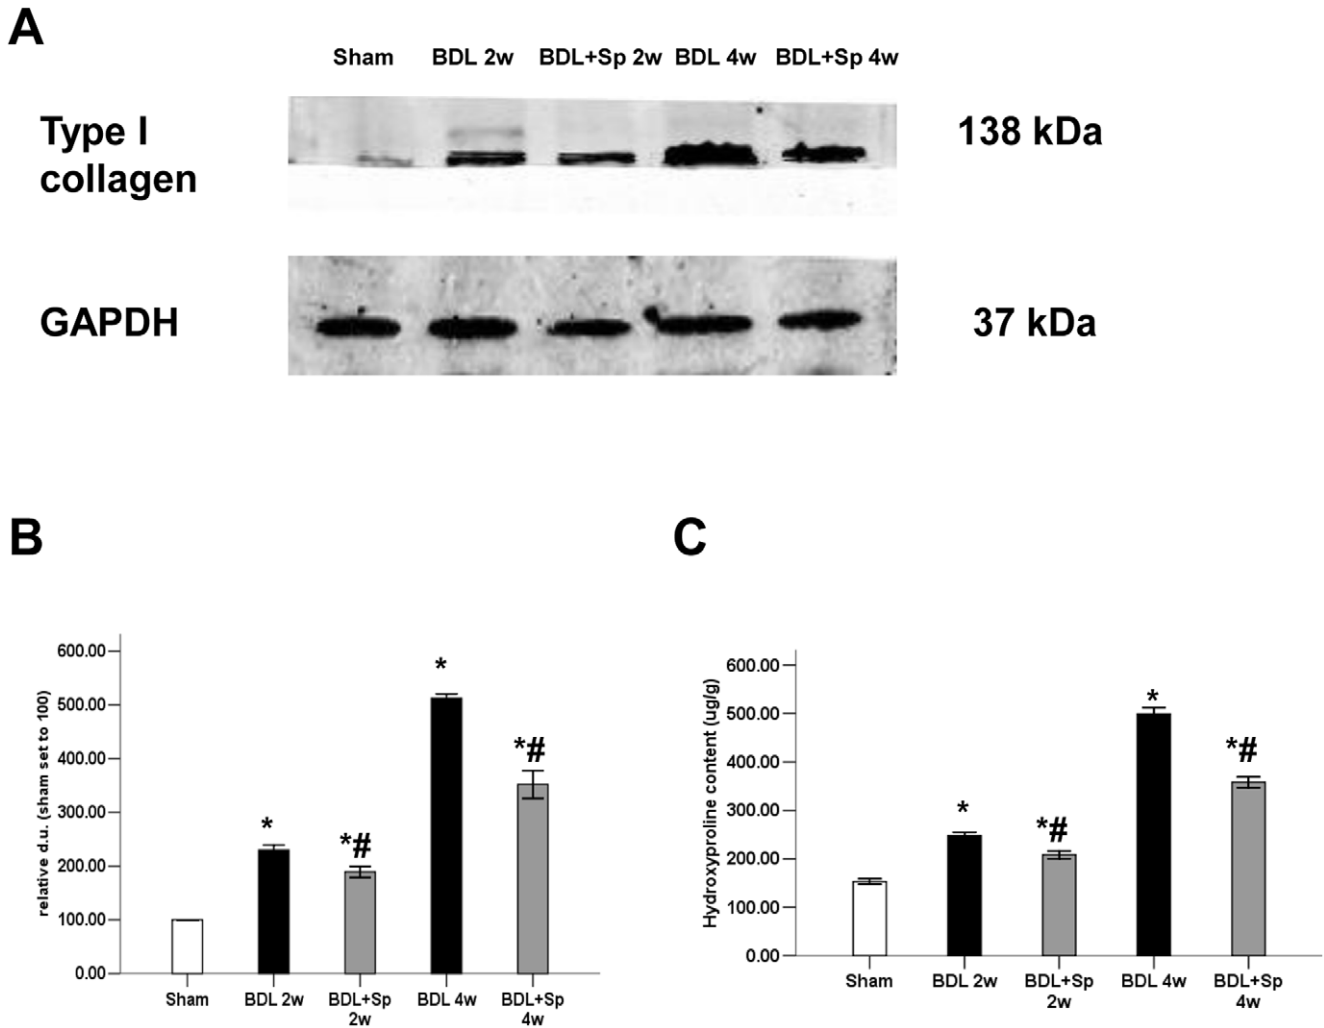 A
Sham BDL 2w BDL+Sp 2w BDL 4w BDL+Sp 4w
Type I
collagen
138 kDa
GAPDH
37 kDa
B
relative d.u. (sham set to 100)
600.00
500.00
400.00
300.00
200.00
100.00
0.00
*
*#
*
*#
Sham BDL 2w BDL+Sp BDL 4w BDL+Sp
2w 4w
C
Hydroxyproline content (ug/g)
600.00
500.00
400.00
300.00
200.00
100.00
0.00
*
*#
*
*#
Sham BDL 2w BDL+Sp BDL 4w BDL+Sp
2w 4w